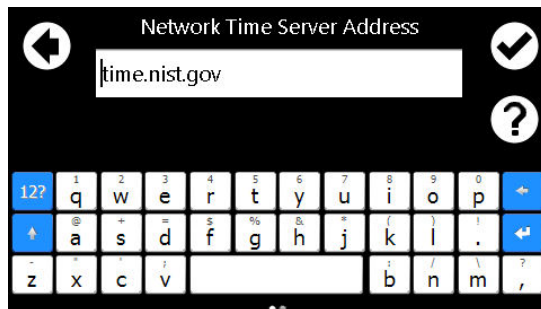 Network Time Server Address
time.nist.gov
?
1 2 3 4 5 6 7 8 9 0
12? q w e r t y u i o p
@ + = $ % & * ( ) !
a s d f g h j k l .
- " ' ; : / \ ?
z x c v b n m ,